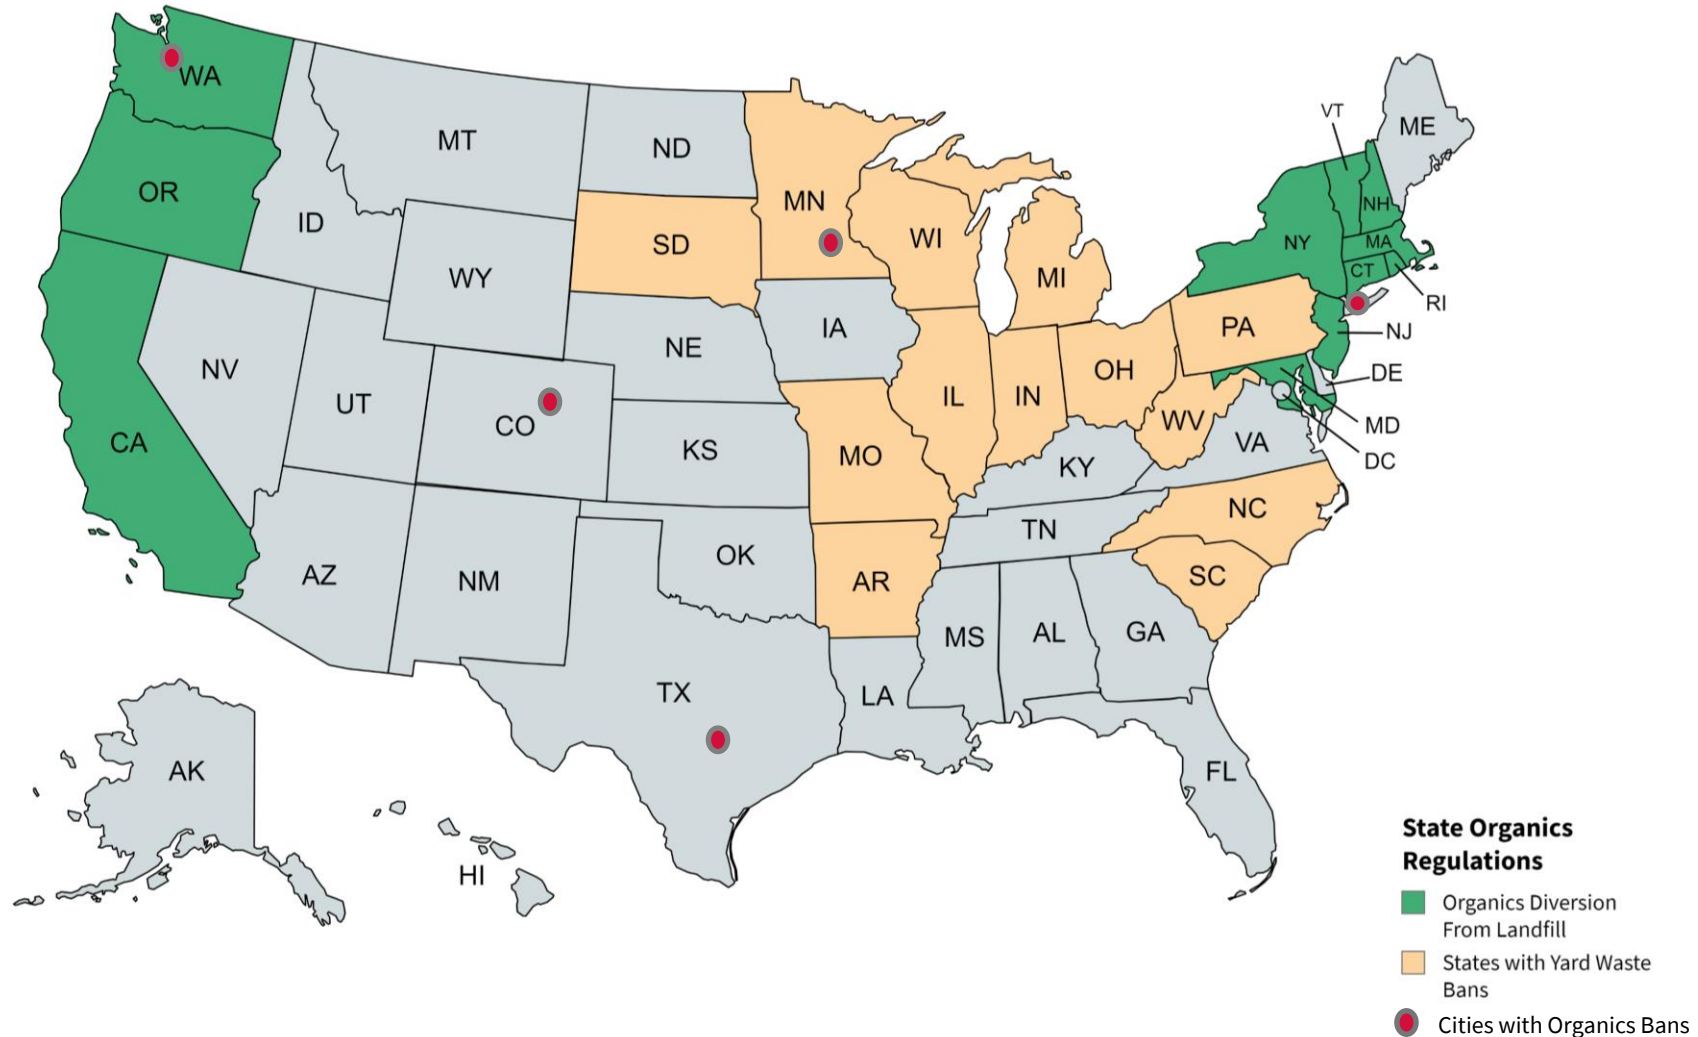 WA
MT
ND
MN
VT
ME
OR
ID
SD
WI
NH
NY
MA
CT
WY
MI
RI
IA
PA
NJ
NV
NE
UT
IL
IN
OH
DE
CO
WV
MD
CA
KS
MO
KY
VA
DC
NC
TN
OK
AZ
NM
AR
SC
MS
AL
GA
TX
LA
AK
FL
HI
State Organics
Regulations
Organics Diversion
From Landfill
States with Yard Waste
Bans
Cities with Organics Bans